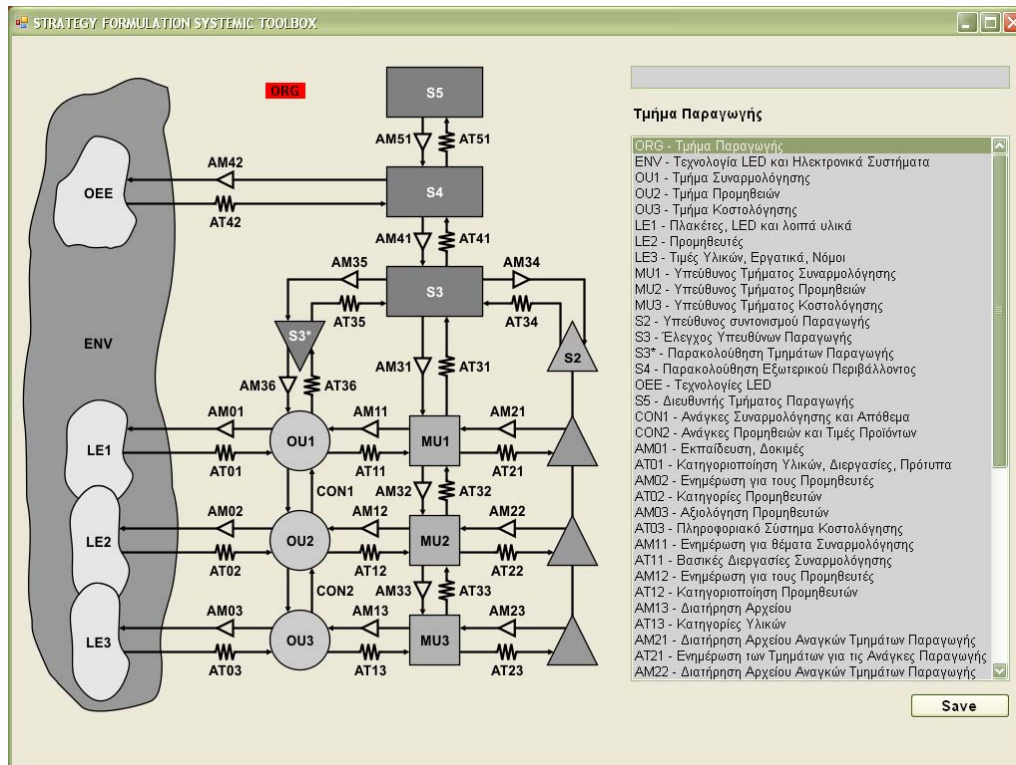 STRATEGY FORMULATION SYSTEMIC TOOLBOX
ORG
S5
AM51
AT51
AM42
OEE
S4
AT42
AM41
AT41
AM35
AM34
S3
AT35
AT34
S3*
ENV
S2
AM31
AT31
AM36
AT36
AM01
AM11
AM21
LE1
OU1
MU1
AT01
AT11
AT21
AM32
AT32
CON1
AM02
AM12
AM22
LE2
OU2
MU2
AT02
AT12
AT22
AM33
AT33
CON2
AM03
AM13
AM23
LE3
OU3
MU3
AT03
AT13
AT23
Τμήμα Παραγωγής
ORG - Τμήμα Παραγωγής
ENV - Τεχνολογία LED και Ηλεκτρονικά Συστήματα
OU1 - Τμήμα Συναρμολόγησης
OU2 - Τμήμα Προμηθειών
OU3 - Τμήμα Κοστολόγησης
LE1 - Πλακέτες, LED και λοιπά υλικά
LE2 - Προμηθευτές
LE3 - Τιμές Υλικών, Εργατικά, Νόμοι
MU1 - Υπεύθυνος Τμήματος Συναρμολόγησης
MU2 - Υπεύθυνος Τμήματος Προμηθειών
MU3 - Υπεύθυνος Τμήματος Κοστολόγησης
S2 - Υπεύθυνος συντονισμού Παραγωγής
S3 - Έλεγχος Υπευθύνων Παραγωγής
S3* - Παρακολούθηση Τμημάτων Παραγωγής
S4 - Παρακολούθηση Εξωτερικού Περιβάλλοντος
OEE - Τεχνολογίες LED
S5 - Διευθυντής Τμήματος Παραγωγής
CON1 - Ανάγκες Συναρμολόγησης και Απόθεμα
CON2 - Ανάγκες Προμηθειών και Τιμές Προϊόντων
AM01 - Εκπαίδευση, Δοκιμές
AT01 - Κατηγοριοποίηση Υλικών, Διεργασίες, Πρότυπα
AM02 - Ενημέρωση για τους Προμηθευτές
AT02 - Κατηγορίες Προμηθευτών
AM03 - Αξιολόγηση Προμηθευτών
AT03 - Πληροφοριακό Σύστημα Κοστολόγησης
AM11 - Ενημέρωση για θέματα Συναρμολόγησης
AT11 - Βασικές Διεργασίες Συναρμολόγησης
AM12 - Ενημέρωση για τους Προμηθευτές
AT12 - Κατηγοριοποίηση Προμηθευτών
AM13 - Διατήρηση Αρχείου
AT13 - Κατηγορίες Υλικών
AM21 - Διατήρηση Αρχείου Αναγκών Τμημάτων Παραγωγής
AT21 - Ενημέρωση των Τμημάτων για τις Ανάγκες Παραγωγής
AM22 - Διατήρηση Αρχείου Αναγκών Τμημάτων Παραγωγής
Save